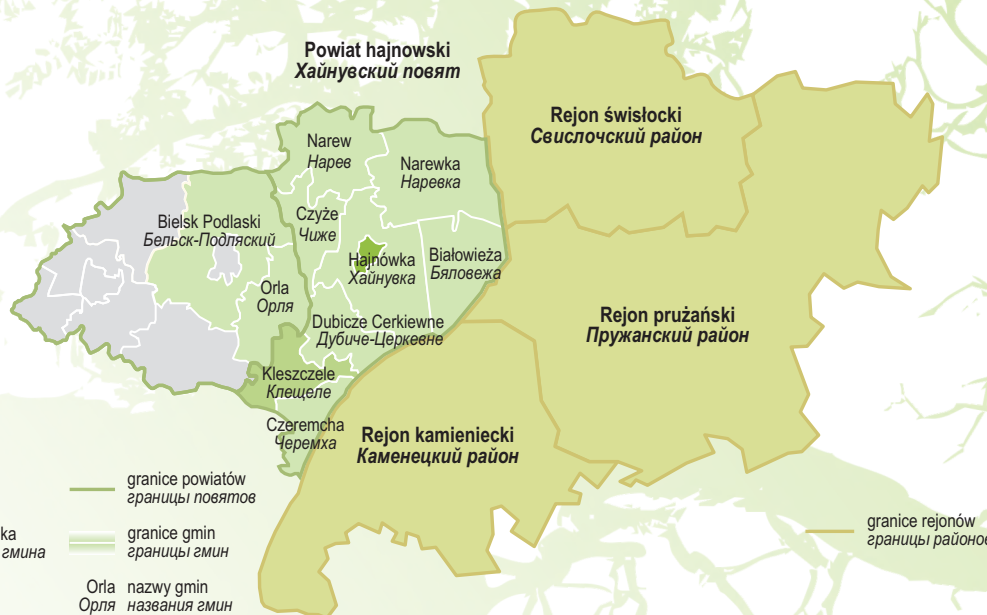 Powiat hajnowski
Хайнувский повят
Rejon świsłocki
Свислочский район
Narew
Нарев
Narewka
Наревка
Bielsk Podlaski
Бельск-Подляский
Czyże
Чиже
Hajnówka
Хайнувка
Białowieża
Бяловежа
Orla
Орля
Dubicze Cerkiewne
Дубиче-Церкевне
Rejon prużański
Пружанский район
Kleszczele
Клещеле
Czeremcha
Черемха
Rejon kamieniecki
Каменецкий район
granice powiatów
границы повятов
ka
гмина
granice gmin
границы гмин
Orla nazwy gmin
Орля названия гмин
granice rejonów
границы районов